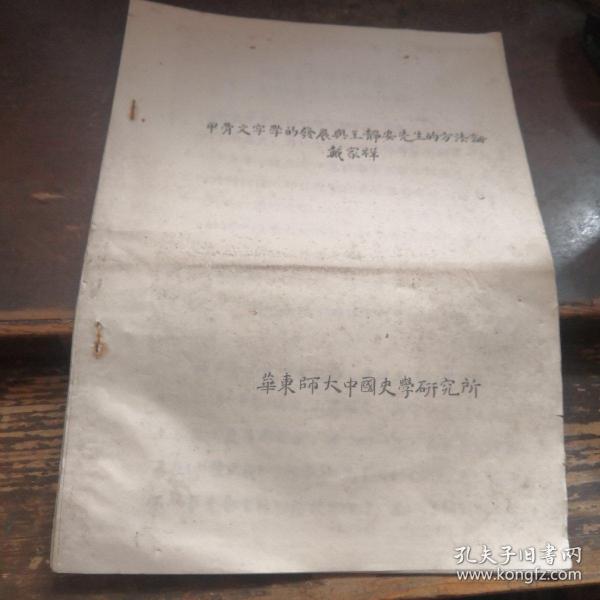 甲骨文字學的發展與王靜安先生的方法論
戴家祥
華東師大中國史學研究所
孔夫子旧書网
www.kongfz.com